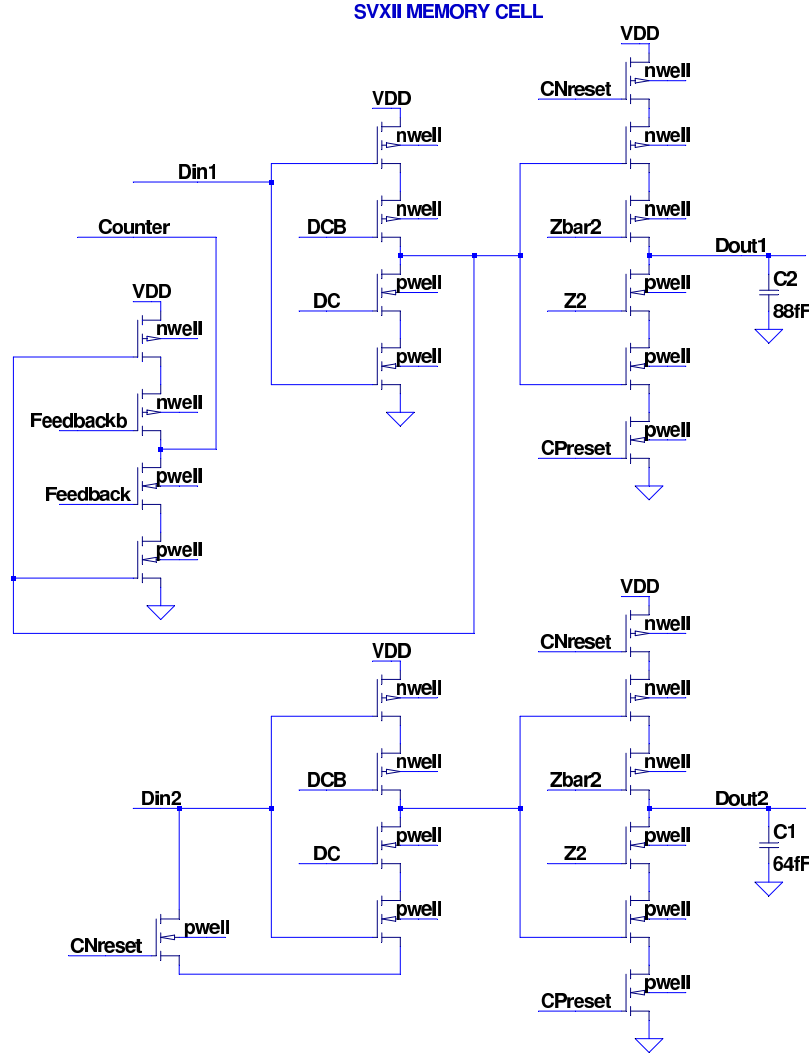 SVXII MEMORY CELL
VDD
nwell
CNreset
VDD
nwell
nwell
Din1
DCB
nwell
Zbar2
nwell
Counter
Dout1
VDD
DC
pwell
Z2
pwell
C2
88fF
nwell
pwell
pwell
Feedbackb
nwell
CPreset
pwell
Feedback
pwell
pwell
VDD
CNreset
nwell
VDD
nwell
nwell
DCB
nwell
Zbar2
nwell
Din2
Dout2
DC
pwell
Z2
pwell
C1
64fF
CNreset
pwell
pwell
pwell
CPreset
pwell